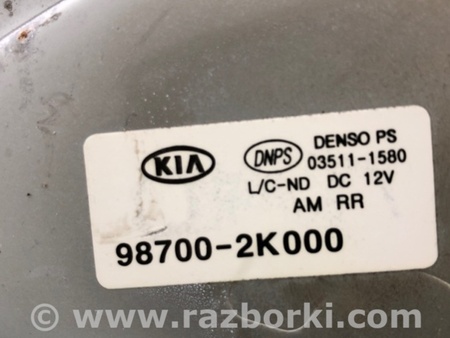 KIA
DNPS
DENSO PS
03511-1580
L/C-ND DC 12V
AM RR
98700-2K000
© www.razborki.com